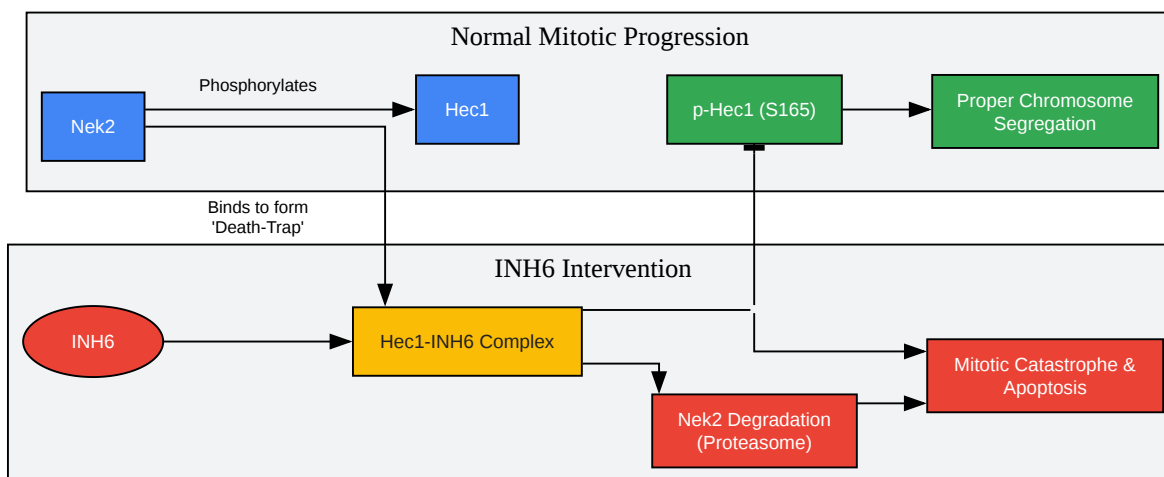 Normal Mitotic Progression
Phosphorylates
Nek2
Hec1
p-Hec1 (S165)
Proper Chromosome
Segregation
Binds to form
'Death-Trap'
INH6 Intervention
INH6
Hec1-INH6 Complex
Mitotic Catastrophe &
Apoptosis
Nek2 Degradation
(Proteasome)